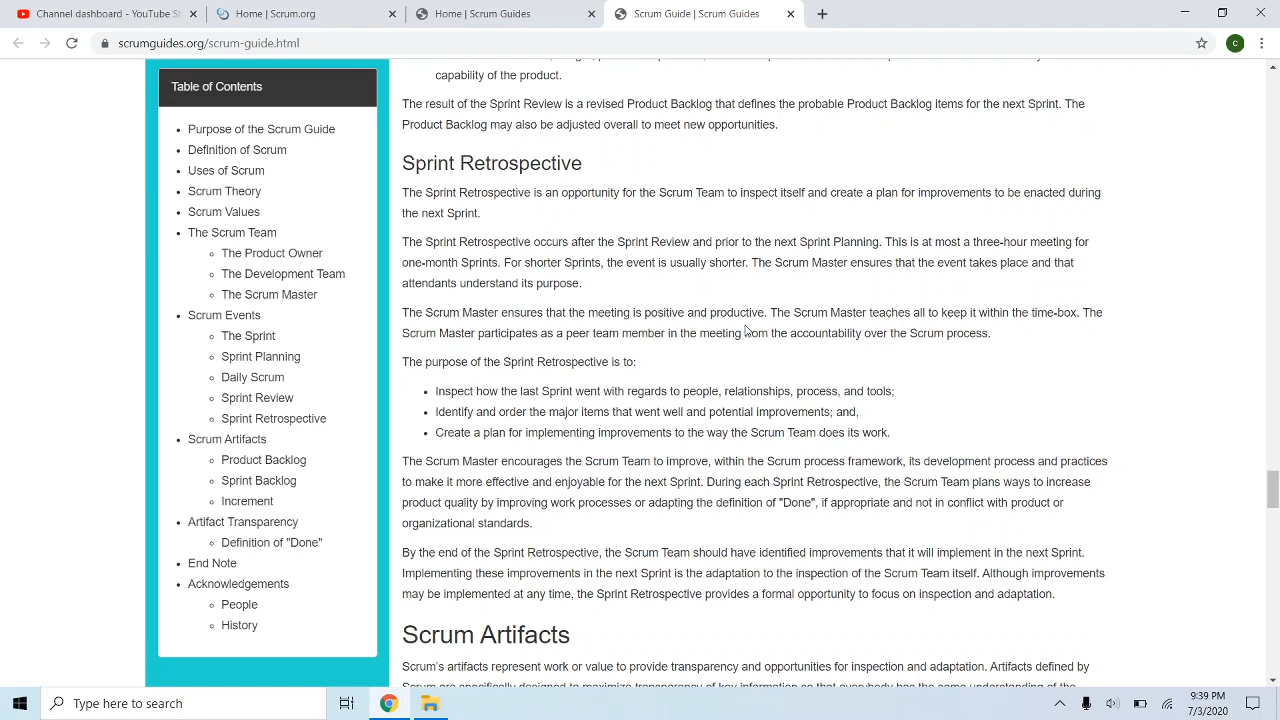 YouTube
Channel dashboard - YouTube St
Home | Scrum.org
Home | Scrum Guides
Scrum Guide | Scrum Guides
scrumguides.org/scrum-guide.html
C
Table of Contents
Purpose of the Scrum Guide
Definition of Scrum
Uses of Scrum
Scrum Theory
Scrum Values
The Scrum Team
The Product Owner
The Development Team
The Scrum Master
Scrum Events
The Sprint
Sprint Planning
Daily Scrum
Sprint Review
Sprint Retrospective
Scrum Artifacts
Product Backlog
Sprint Backlog
Increment
Artifact Transparency
Definition of "Done"
End Note
Acknowledgements
People
History
capability of the product.
The result of the Sprint Review is a revised Product Backlog that defines the probable Product Backlog items for the next Sprint. The
Product Backlog may also be adjusted overall to meet new opportunities.
Sprint Retrospective
The Sprint Retrospective is an opportunity for the Scrum Team to inspect itself and create a plan for improvements to be enacted during
the next Sprint.
The Sprint Retrospective occurs after the Sprint Review and prior to the next Sprint Planning. This is at most a three-hour meeting for
one-month Sprints. For shorter Sprints, the event is usually shorter. The Scrum Master ensures that the event takes place and that
attendants understand its purpose.
The Scrum Master ensures that the meeting is positive and productive. The Scrum Master teaches all to keep it within the time-box. The
Scrum Master participates as a peer team member in the meeting from the accountability over the Scrum process.
The purpose of the Sprint Retrospective is to:
Inspect how the last Sprint went with regards to people, relationships, process, and tools;
Identify and order the major items that went well and potential improvements; and,
Create a plan for implementing improvements to the way the Scrum Team does its work.
The Scrum Master encourages the Scrum Team to improve, within the Scrum process framework, its development process and practices
to make it more effective and enjoyable for the next Sprint. During each Sprint Retrospective, the Scrum Team plans ways to increase
product quality by improving work processes or adapting the definition of "Done", if appropriate and not in conflict with product or
organizational standards.
By the end of the Sprint Retrospective, the Scrum Team should have identified improvements that it will implement in the next Sprint.
Implementing these improvements in the next Sprint is the adaptation to the inspection of the Scrum Team itself. Although improvements
may be implemented at any time, the Sprint Retrospective provides a formal opportunity to focus on inspection and adaptation.
Scrum Artifacts
Scrum's artifacts represent work or value to provide transparency and opportunities for inspection and adaptation. Artifacts defined by
Scrum are specifically designed to maximize transparency of key information so that everybody has the same understanding of the
Type here to search
9:39 PM
7/3/2020